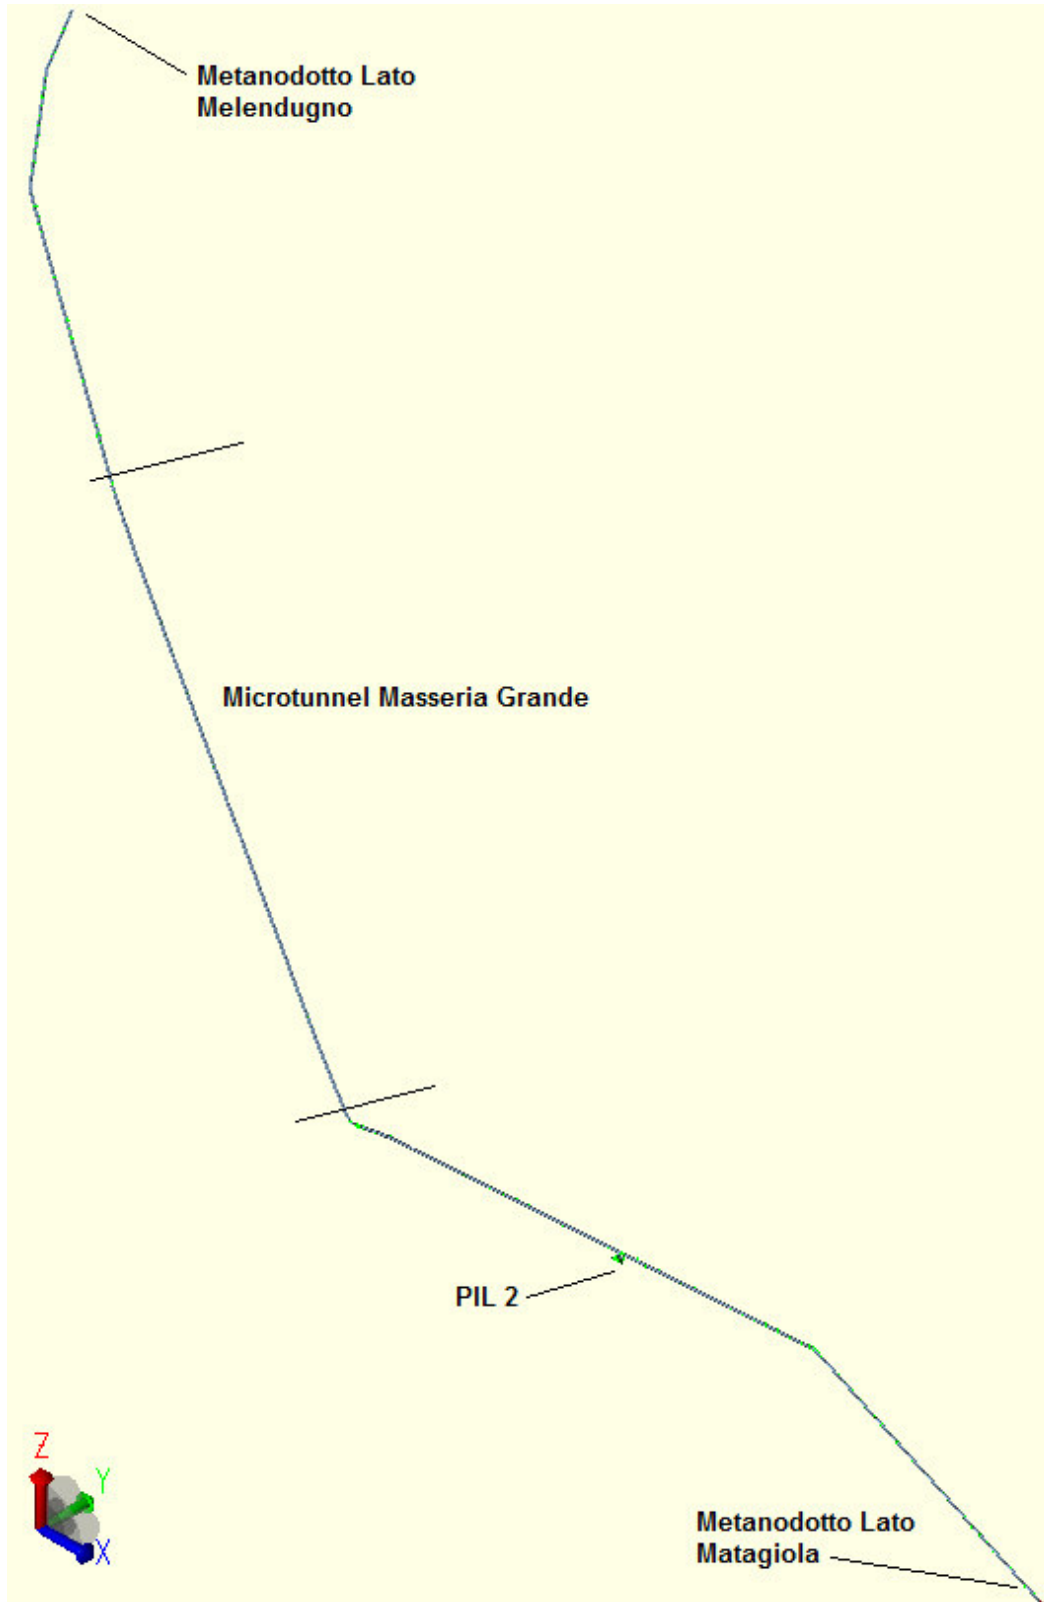 Metanodotto Lato
Melendugno
Microtunnel Masseria Grande
PIL 2
Z
Y
X
Metanodotto Lato
Matagiola